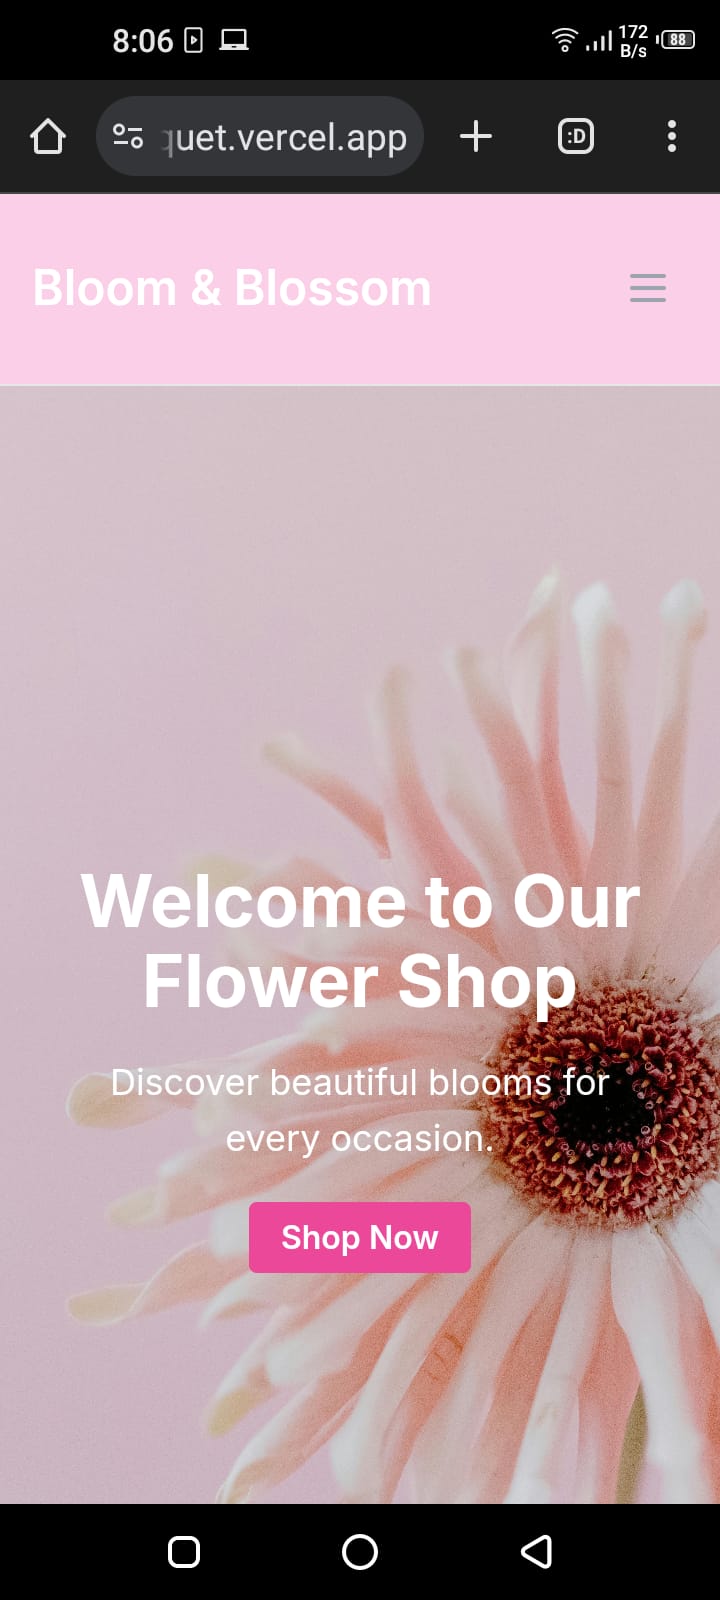 8:06
172
B/s
88
quet.vercel.app
:D
Bloom & Blossom
Welcome to Our
Flower Shop
Discover beautiful blooms for
every occasion.
Shop Now